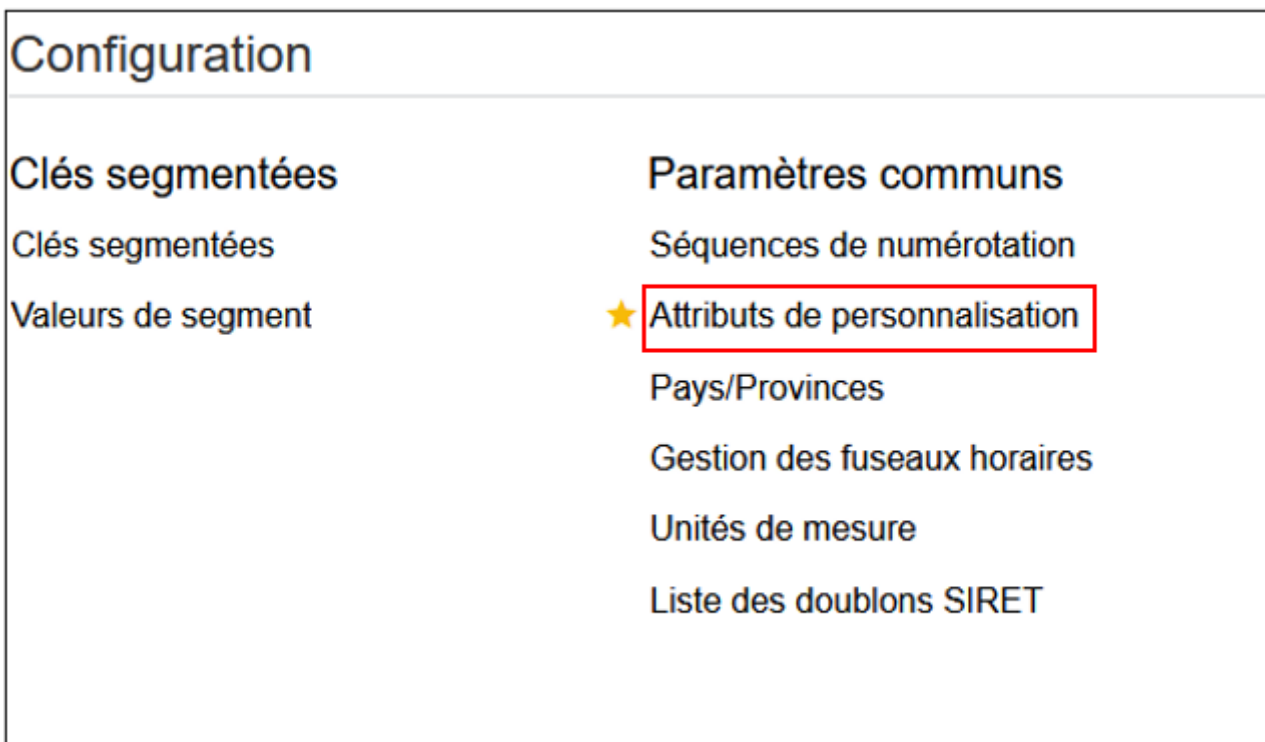 Configuration
Clés segmentées
Clés segmentées
Valeurs de segment
Paramètres communs
Séquences de numérotation
Attributs de personnalisation
Pays/Provinces
Gestion des fuseaux horaires
Unités de mesure
Liste des doublons SIRET